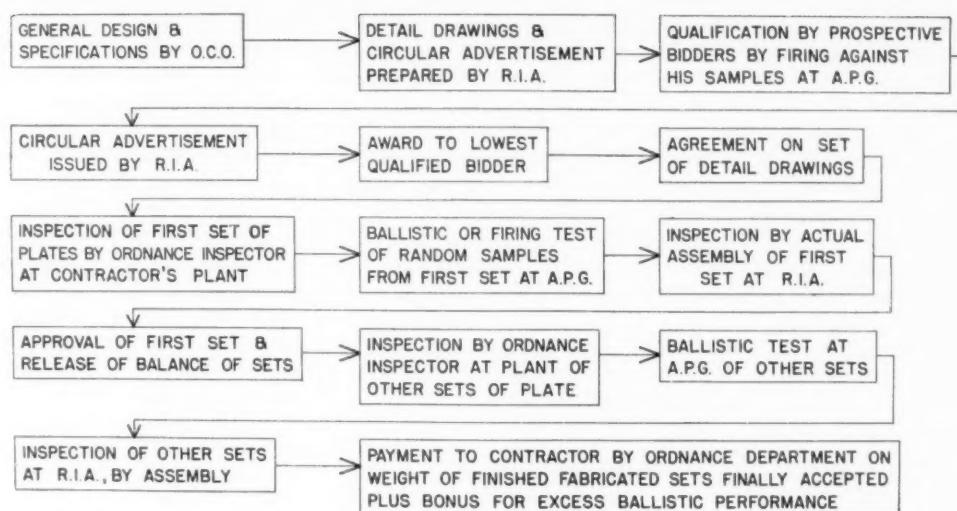 GENERAL DESIGN &
SPECIFICATIONS BY O.C.O.
DETAIL DRAWINGS &
CIRCULAR ADVERTISEMENT
PREPARED BY R.I.A.
QUALIFICATION BY PROSPECTIVE
BIDDERS BY FIRING AGAINST
HIS SAMPLES AT A.P.G.
CIRCULAR ADVERTISEMENT
ISSUED BY R.I.A.
AWARD TO LOWEST
QUALIFIED BIDDER
AGREEMENT ON SET
OF DETAIL DRAWINGS
INSPECTION OF FIRST SET OF
PLATES BY ORDNANCE INSPECTOR
AT CONTRACTOR'S PLANT
BALLISTIC OR FIRING TEST
OF RANDOM SAMPLES
FROM FIRST SET AT A.P.G.
INSPECTION BY ACTUAL
ASSEMBLY OF FIRST
SET AT R.I.A.
APPROVAL OF FIRST SET &
RELEASE OF BALANCE OF SETS
INSPECTION BY ORDNANCE
INSPECTOR AT PLANT OF
OTHER SETS OF PLATE
BALLISTIC TEST AT
A.P.G. OF OTHER SETS
INSPECTION OF OTHER SETS
AT R.I.A., BY ASSEMBLY
PAYMENT TO CONTRACTOR BY ORDNANCE DEPARTMENT ON
WEIGHT OF FINISHED FABRICATED SETS FINALLY ACCEPTED
PLUS BONUS FOR EXCESS BALLISTIC PERFORMANCE